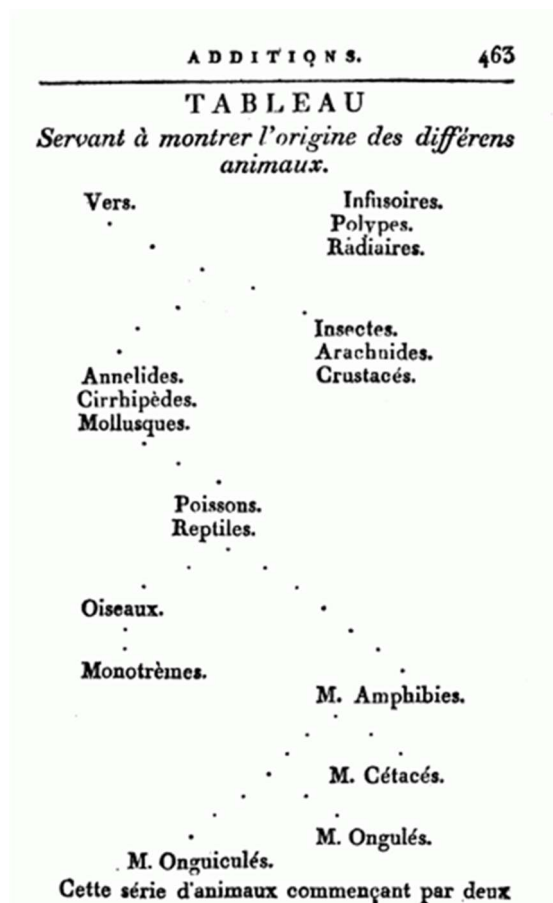 ADDITIONS. 463
TABLEAU
Servant à montrer l'origine des différens
animaux.
Vers. Infusoires.
Polypes.
Radiaires.
Insectes.
Arachnides.
Annelides. Crustacés.
Cirrhipèdes.
Mollusques.
Poissons.
Reptiles.
Oiseaux.
Monotrèmes.
M. Amphibies.
M. Cétacés.
M. Ongulés.
M. Onguiculés.
Cette série d'animaux commençant par deux